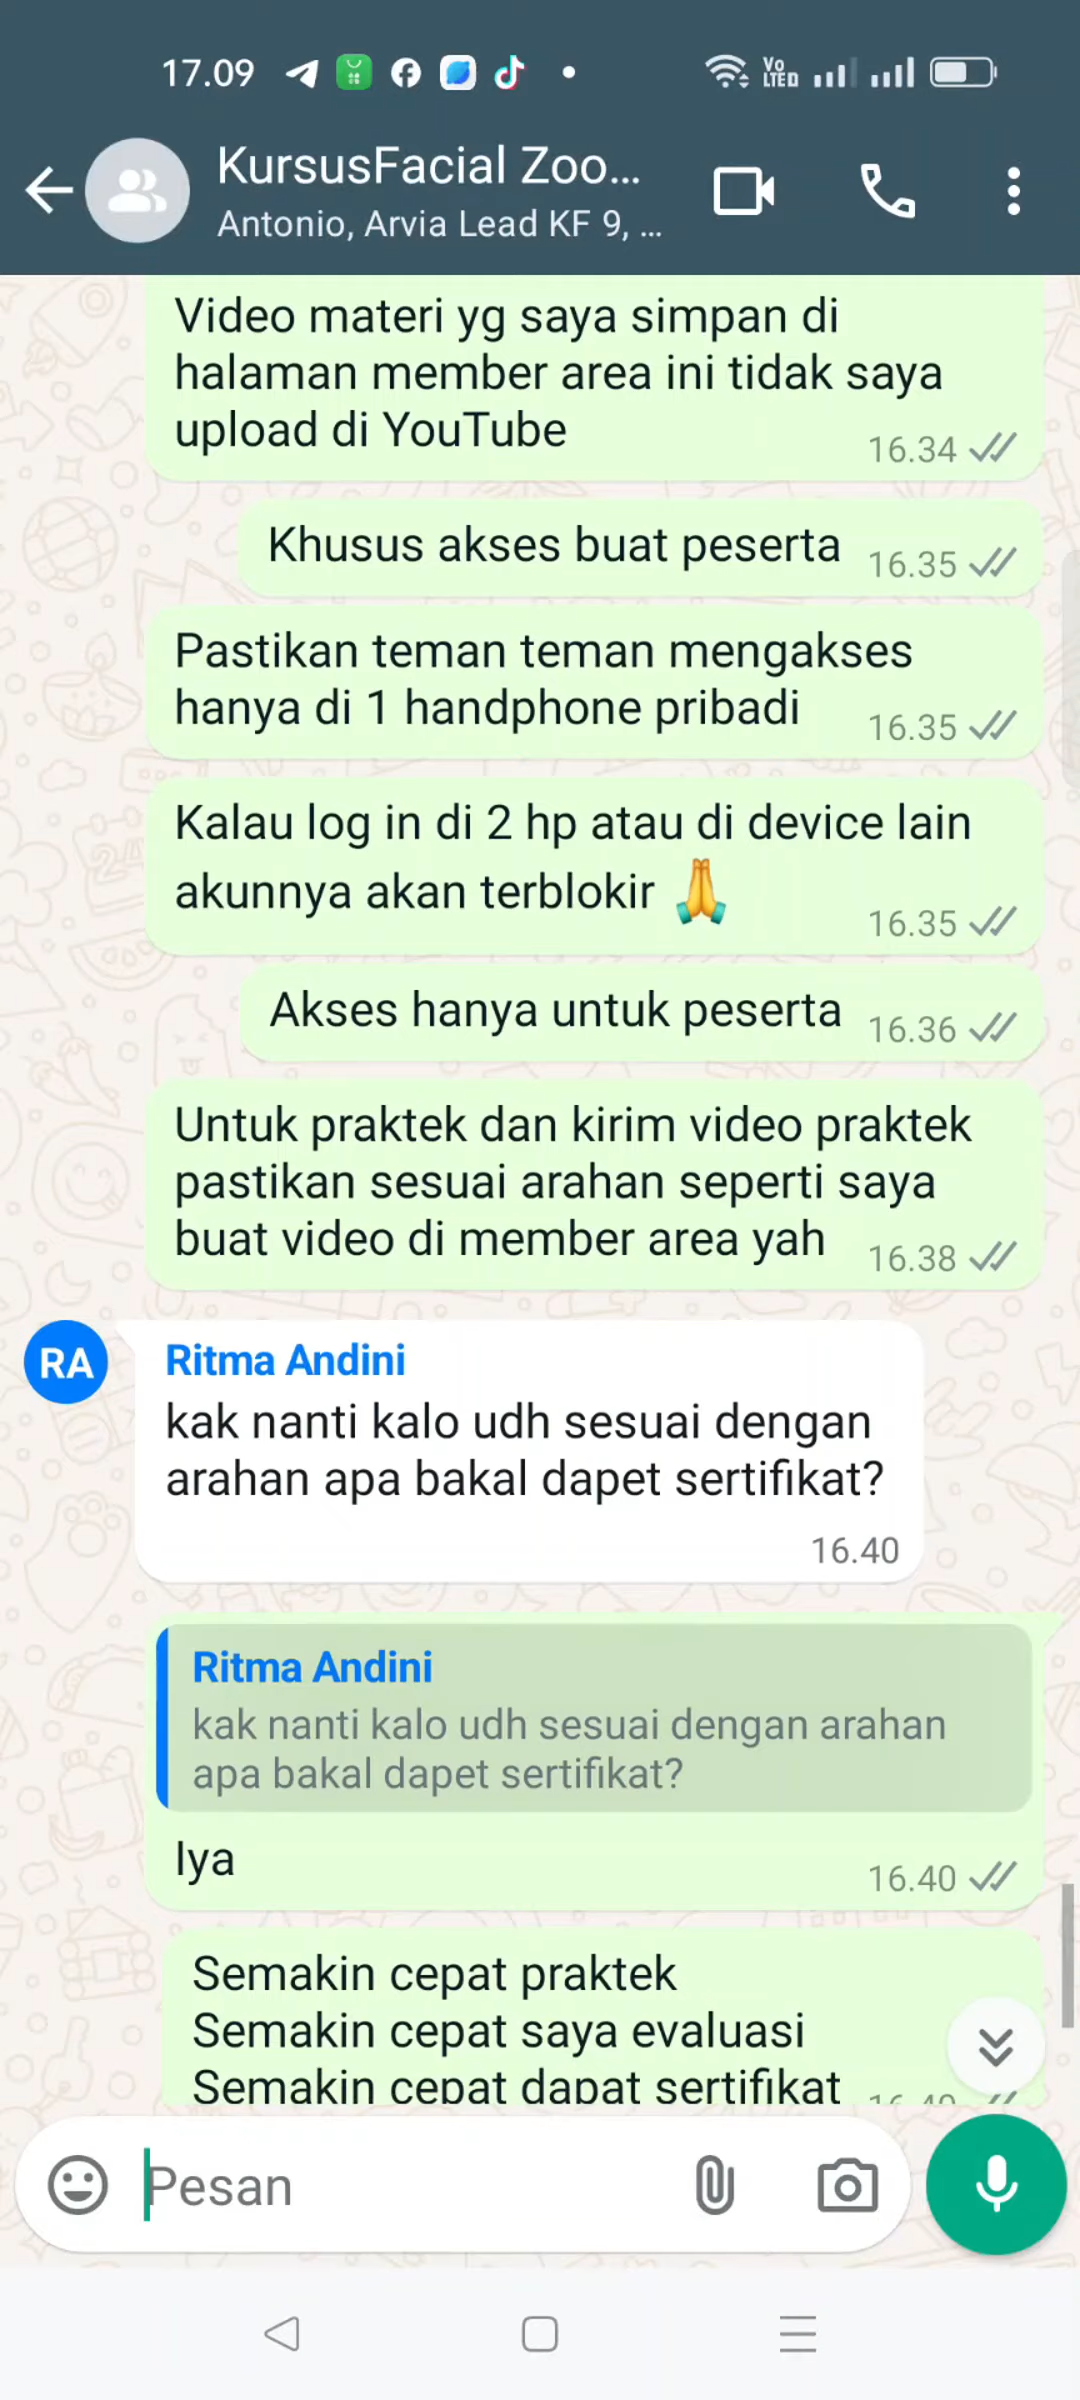 17.09
Vo
LTED
KursusFacial Zoo...
Antonio, Arvia Lead KF 9, ...
Video materi yg saya simpan di
halaman member area ini tidak saya
upload di YouTube
16.34
Khusus akses buat peserta
16.35
Pastikan teman teman mengakses
hanya di 1 handphone pribadi
16.35
Kalau log in di 2 hp atau di device lain
akunnya akan terblokir 🙏
16.35
Akses hanya untuk peserta
16.36
Untuk praktek dan kirim video praktek
pastikan sesuai arahan seperti saya
buat video di member area yah
16.38
RA
Ritma Andini
kak nanti kalo udh sesuai dengan
arahan apa bakal dapet sertifikat?
16.40
Ritma Andini
kak nanti kalo udh sesuai dengan arahan
apa bakal dapet sertifikat?
Iya
16.40
Semakin cepat praktek
Semakin cepat saya evaluasi
Semakin cepat dapat sertifikat
Pesan